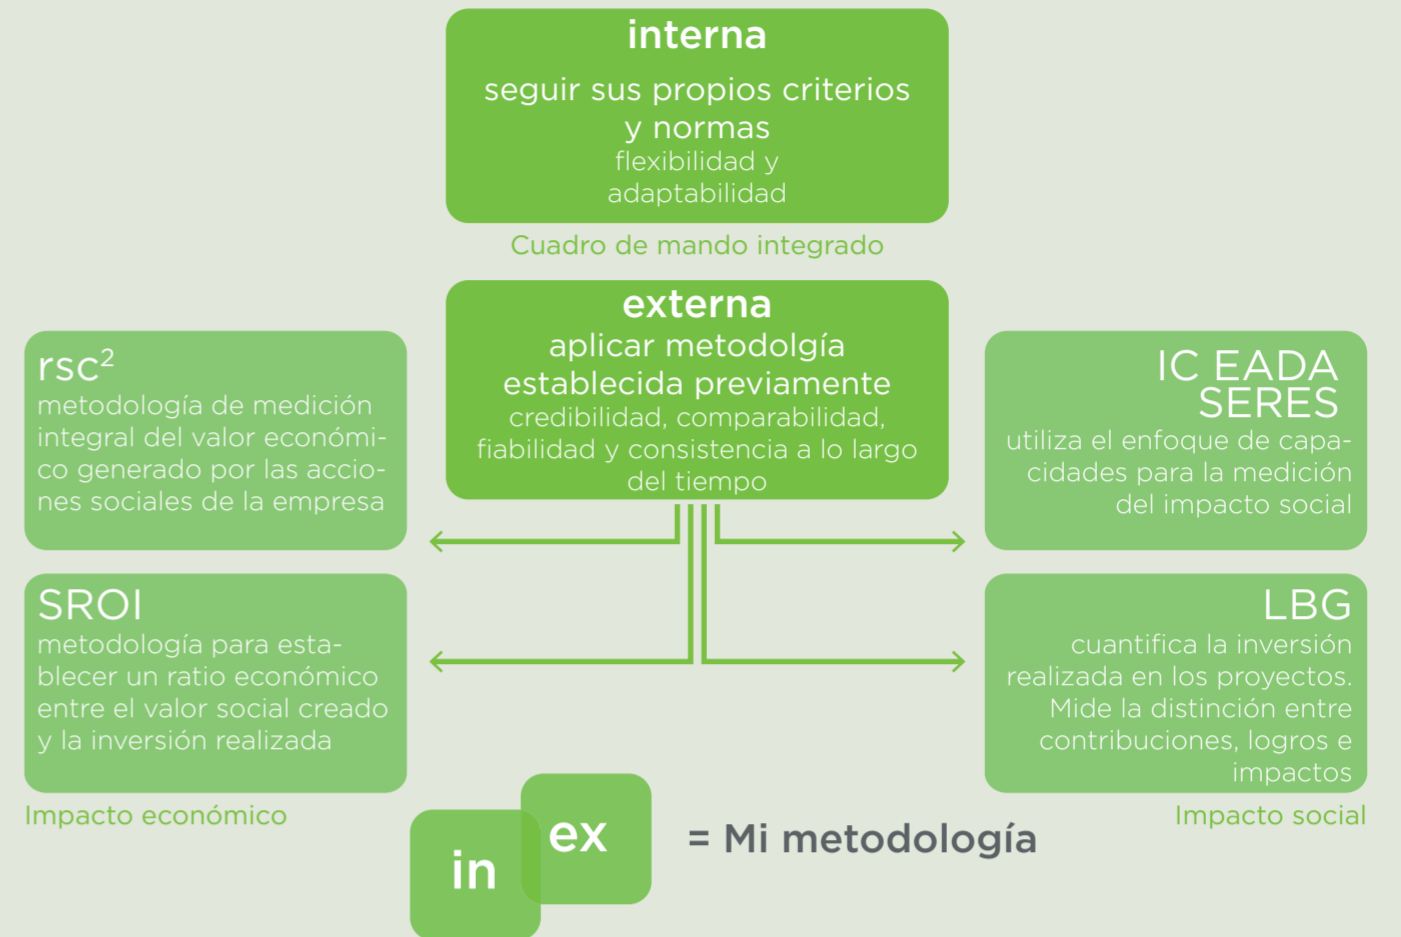 interna
seguir sus propios criterios
y normas
flexibilidad y
adaptabilidad
Cuadro de mando integrado
externa
aplicar metodolgía
establecida previamente
credibilidad, comparabilidad,
fiabilidad y consistencia a lo largo
del tiempo
rsc²
metodología de medición
integral del valor económi-
co generado por las accio-
nes sociales de la empresa
SROI
metodología para esta-
blecer un ratio económico
entre el valor social creado
y la inversión realizada
Impacto económico
IC EADA
SERES
utiliza el enfoque de capa-
cidades para la medición
del impacto social
LBG
cuantifica la inversión
realizada en los proyectos.
Mide la distinción entre
contribuciones, logros e
impactos
Impacto social
in
ex
= Mi metodología